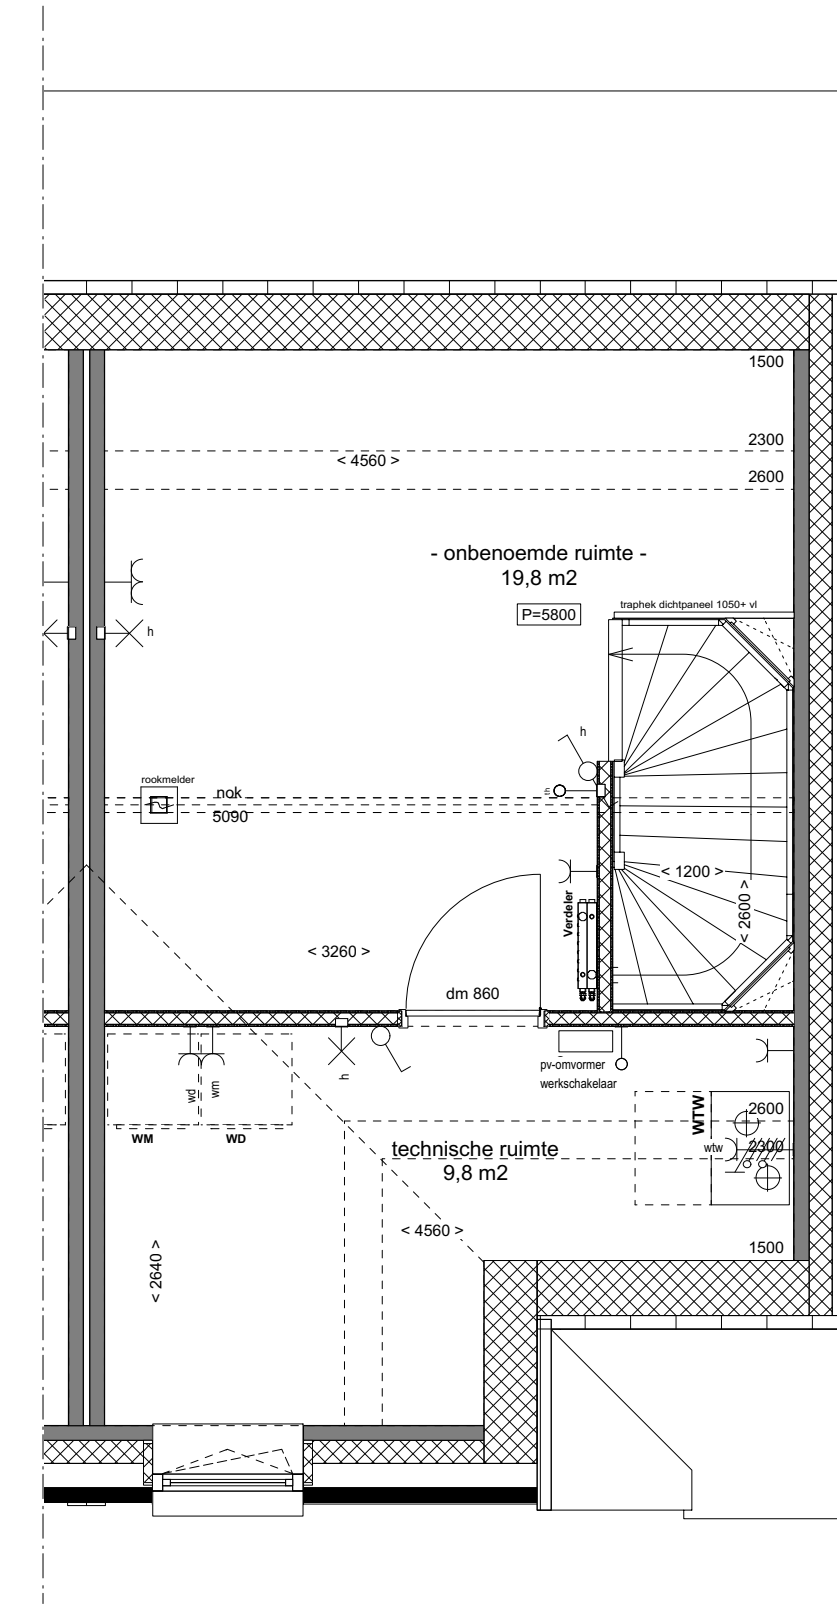 1500
2300
< 4560 >
2600
- onbenoemde ruimte -
19,8 m2
P=5800
traphek dichtpaneel 1050+ vl
h
h
rookmelder
nok
5090
th
< 1200 >
< 2600 >
Verdeler
< 3260 >
dm 860
pv-omvormer
werkschakelaar
h
wd
wm
WM
WD
WTW
2600
wtw
2300
technische ruimte
9,8 m2
< 4560 >
1500
< 2640 >